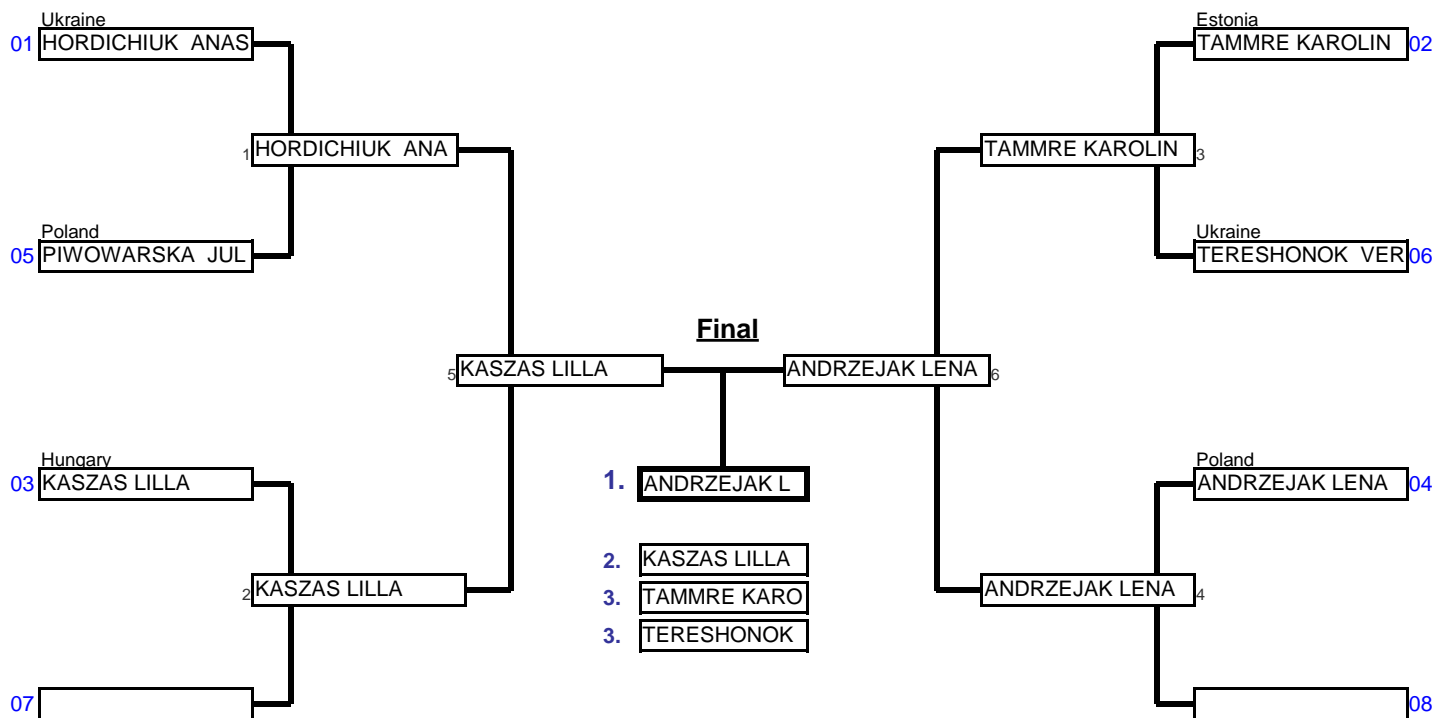 Ukraine
01 HORDICHIUK ANAS
1 HORDICHIUK ANA
Poland
05 PIWOWARSKA JUL
5 KASZAS LILLA
Hungary
03 KASZAS LILLA
2 KASZAS LILLA
07
Final
1. ANDRZEJAK L
2. KASZAS LILLA
3. TAMMRE KARO
3. TERESHONOK
Estonia
TAMMRE KAROLIN 02
TAMMRE KAROLIN 3
Ukraine
TERESHONOK VER 06
ANDRZEJAK LENA 6
Poland
ANDRZEJAK LENA 04
ANDRZEJAK LENA 4
08